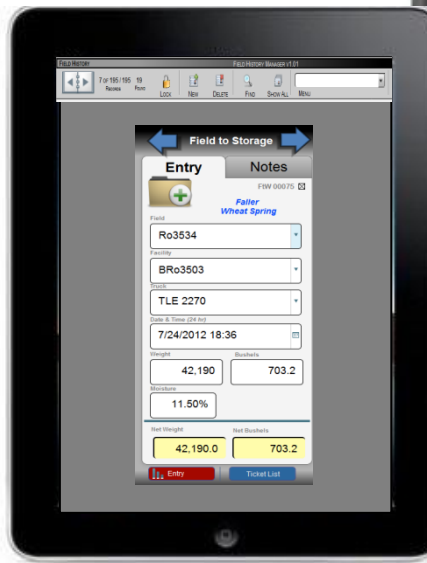 FIELD HISTORY
FIELD HISTORY MANAGER V1.01
7 OF 195 / 195 19
RECORDS POINT
LOCK NEW DELETE FIND SHOW ALL MENU
Field to Storage
Entry Notes
FtW 00075
Faller
Wheat Spring
Field
Ro3534
Facility
BRo3503
Truck
TLE 2270
Date & Time (24 hr)
7/24/2012 18:36
Weight Bushels
42,190 703.2
Moisture
11.50%
Net Weight Net Bushels
42,190.0 703.2
Entry Ticket List